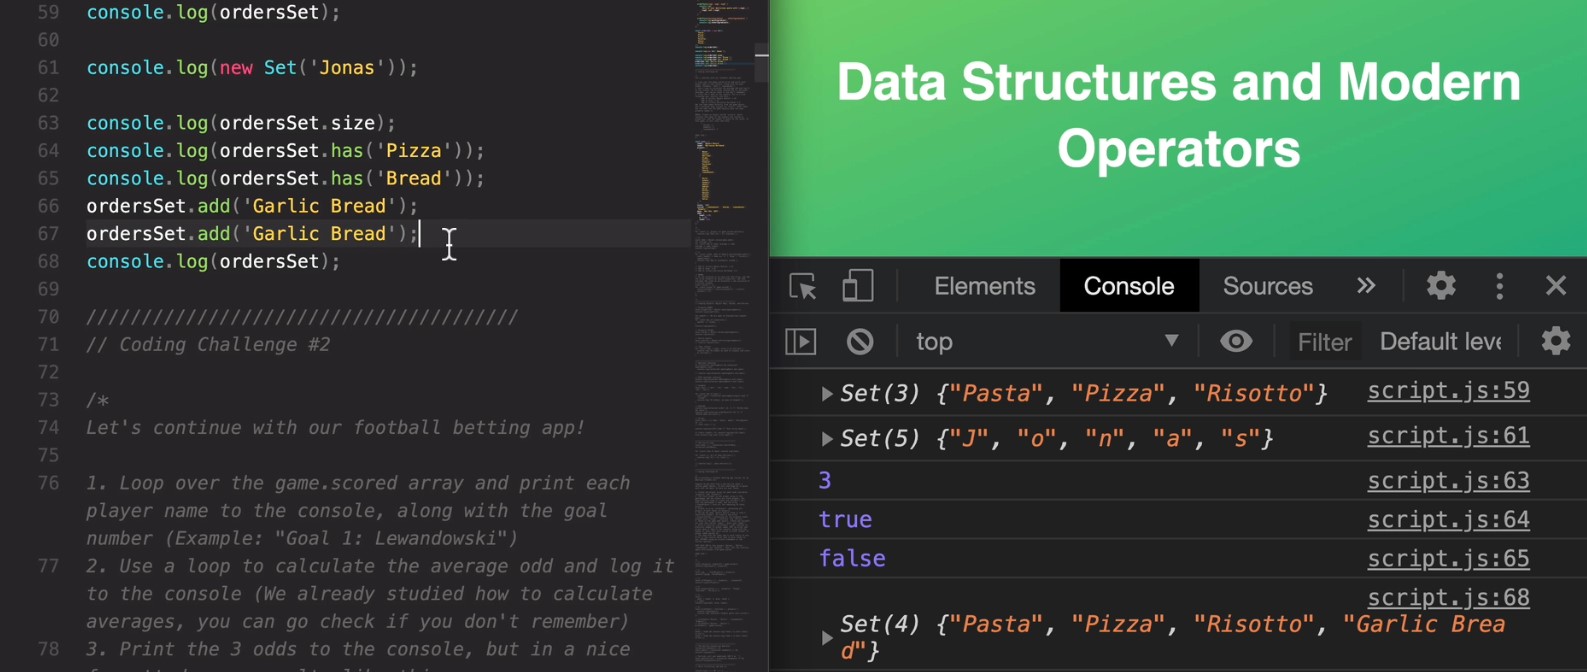 59 console.log(ordersSet);
60
61 console.log(new Set('Jonas'));
62
63 console.log(ordersSet.size);
64 console.log(ordersSet.has('Pizza'));
65 console.log(ordersSet.has('Bread'));
66 ordersSet.add('Garlic Bread');
67 ordersSet.add('Garlic Bread');
68 console.log(ordersSet);
69
70 ///////////////////////////////////////
71 // Coding Challenge #2
72
73 /*
74 Let's continue with our football betting app!
75
76 1. Loop over the game.scored array and print each
player name to the console, along with the goal
number (Example: "Goal 1: Lewandowski")
77 2. Use a loop to calculate the average odd and log it
to the console (We already studied how to calculate
averages, you can go check if you don't remember)
78 3. Print the 3 odds to the console, but in a nice
Data Structures and Modern
Operators
Elements Console Sources »
top Filter Default leve
Set(3) {"Pasta", "Pizza", "Risotto"} script.js:59
Set(5) {"J", "o", "n", "a", "s"} script.js:61
3 script.js:63
true script.js:64
false script.js:65
script.js:68
Set(4) {"Pasta", "Pizza", "Risotto", "Garlic Brea
d"}